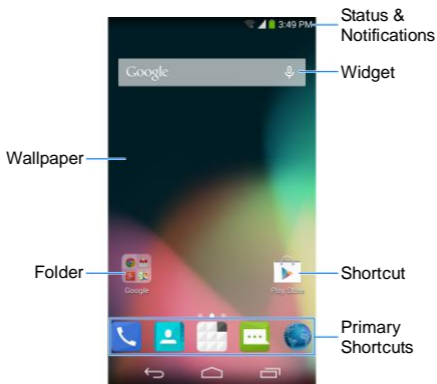 Status &
Notifications
3:49 PM
Google
Widget
Wallpaper
Folder
Google
Play Store
Shortcut
Primary
Shortcuts